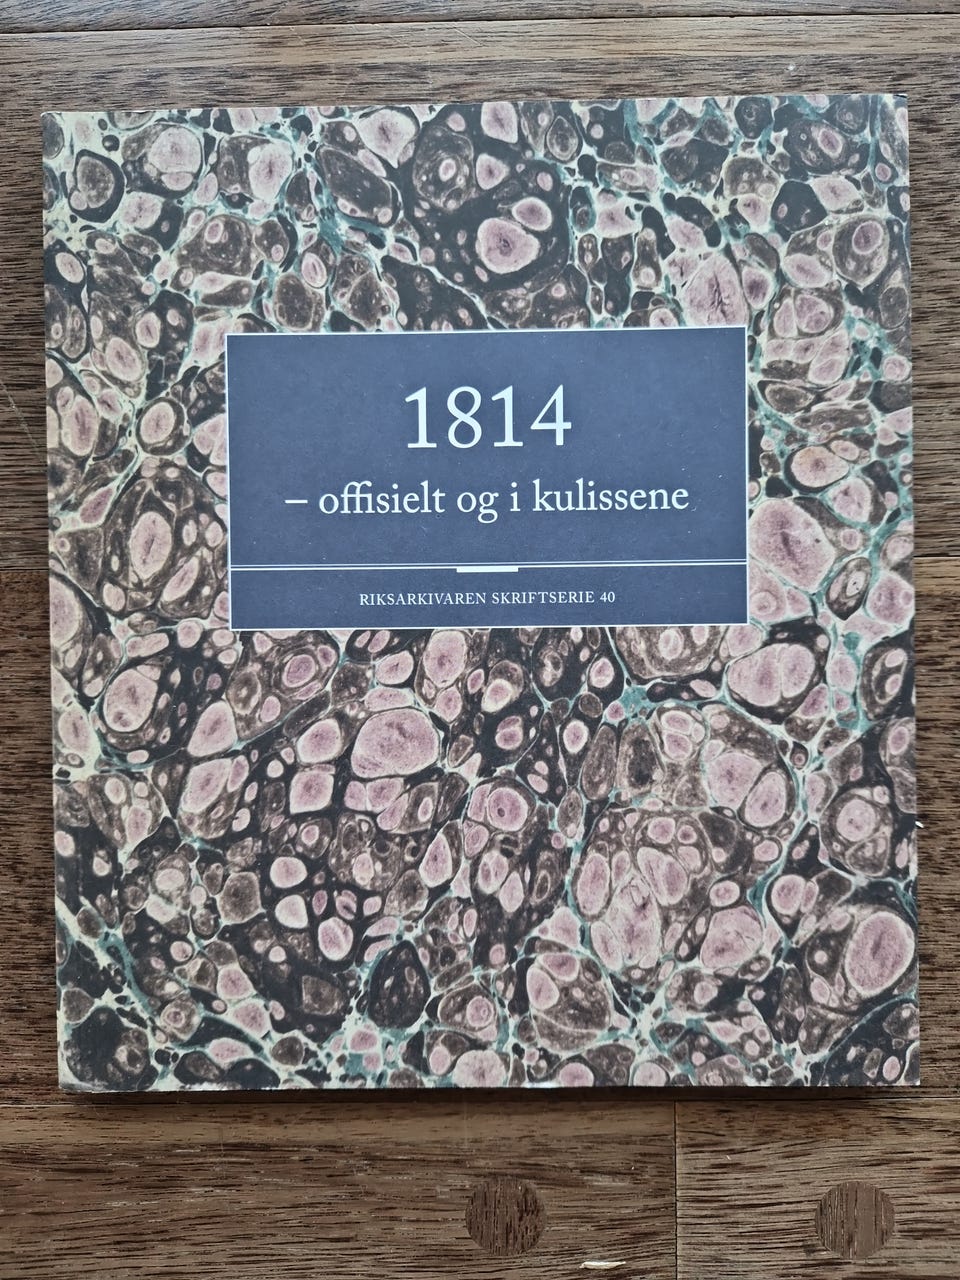 1814
– offisielt og i kulissene
RIKSARKIVAREN SKRIFTSERIE 40